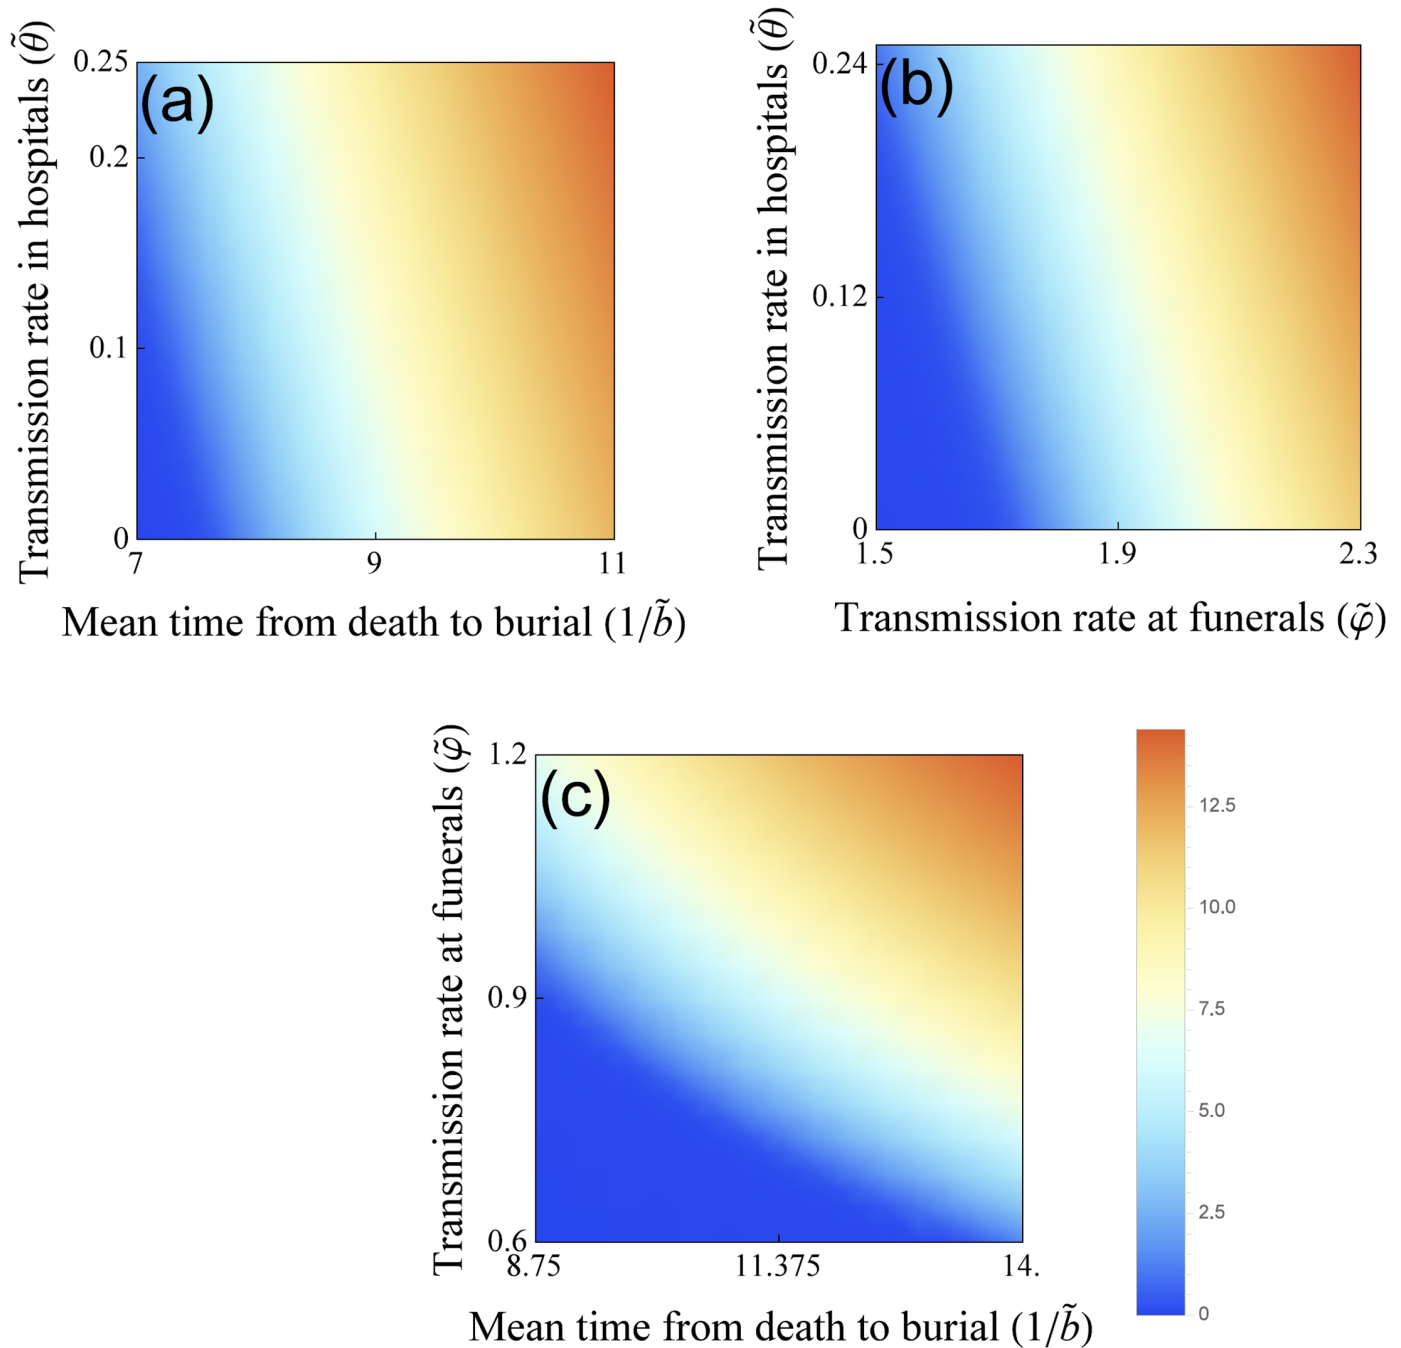 Transmission rate in hospitals (θ̃)
0.25
0.2
0.1
0
(a)
7
9
11
Mean time from death to burial (1/b̃)
Transmission rate in hospitals (θ̃)
0.24
0.12
0
(b)
1.5
1.9
2.3
Transmission rate at funerals (φ̃)
Transmission rate at funerals (φ̃)
1.2
0.9
0.6
(c)
8.75
11.375
14.
Mean time from death to burial (1/b̃)
12.5
10.0
7.5
5.0
2.5
0